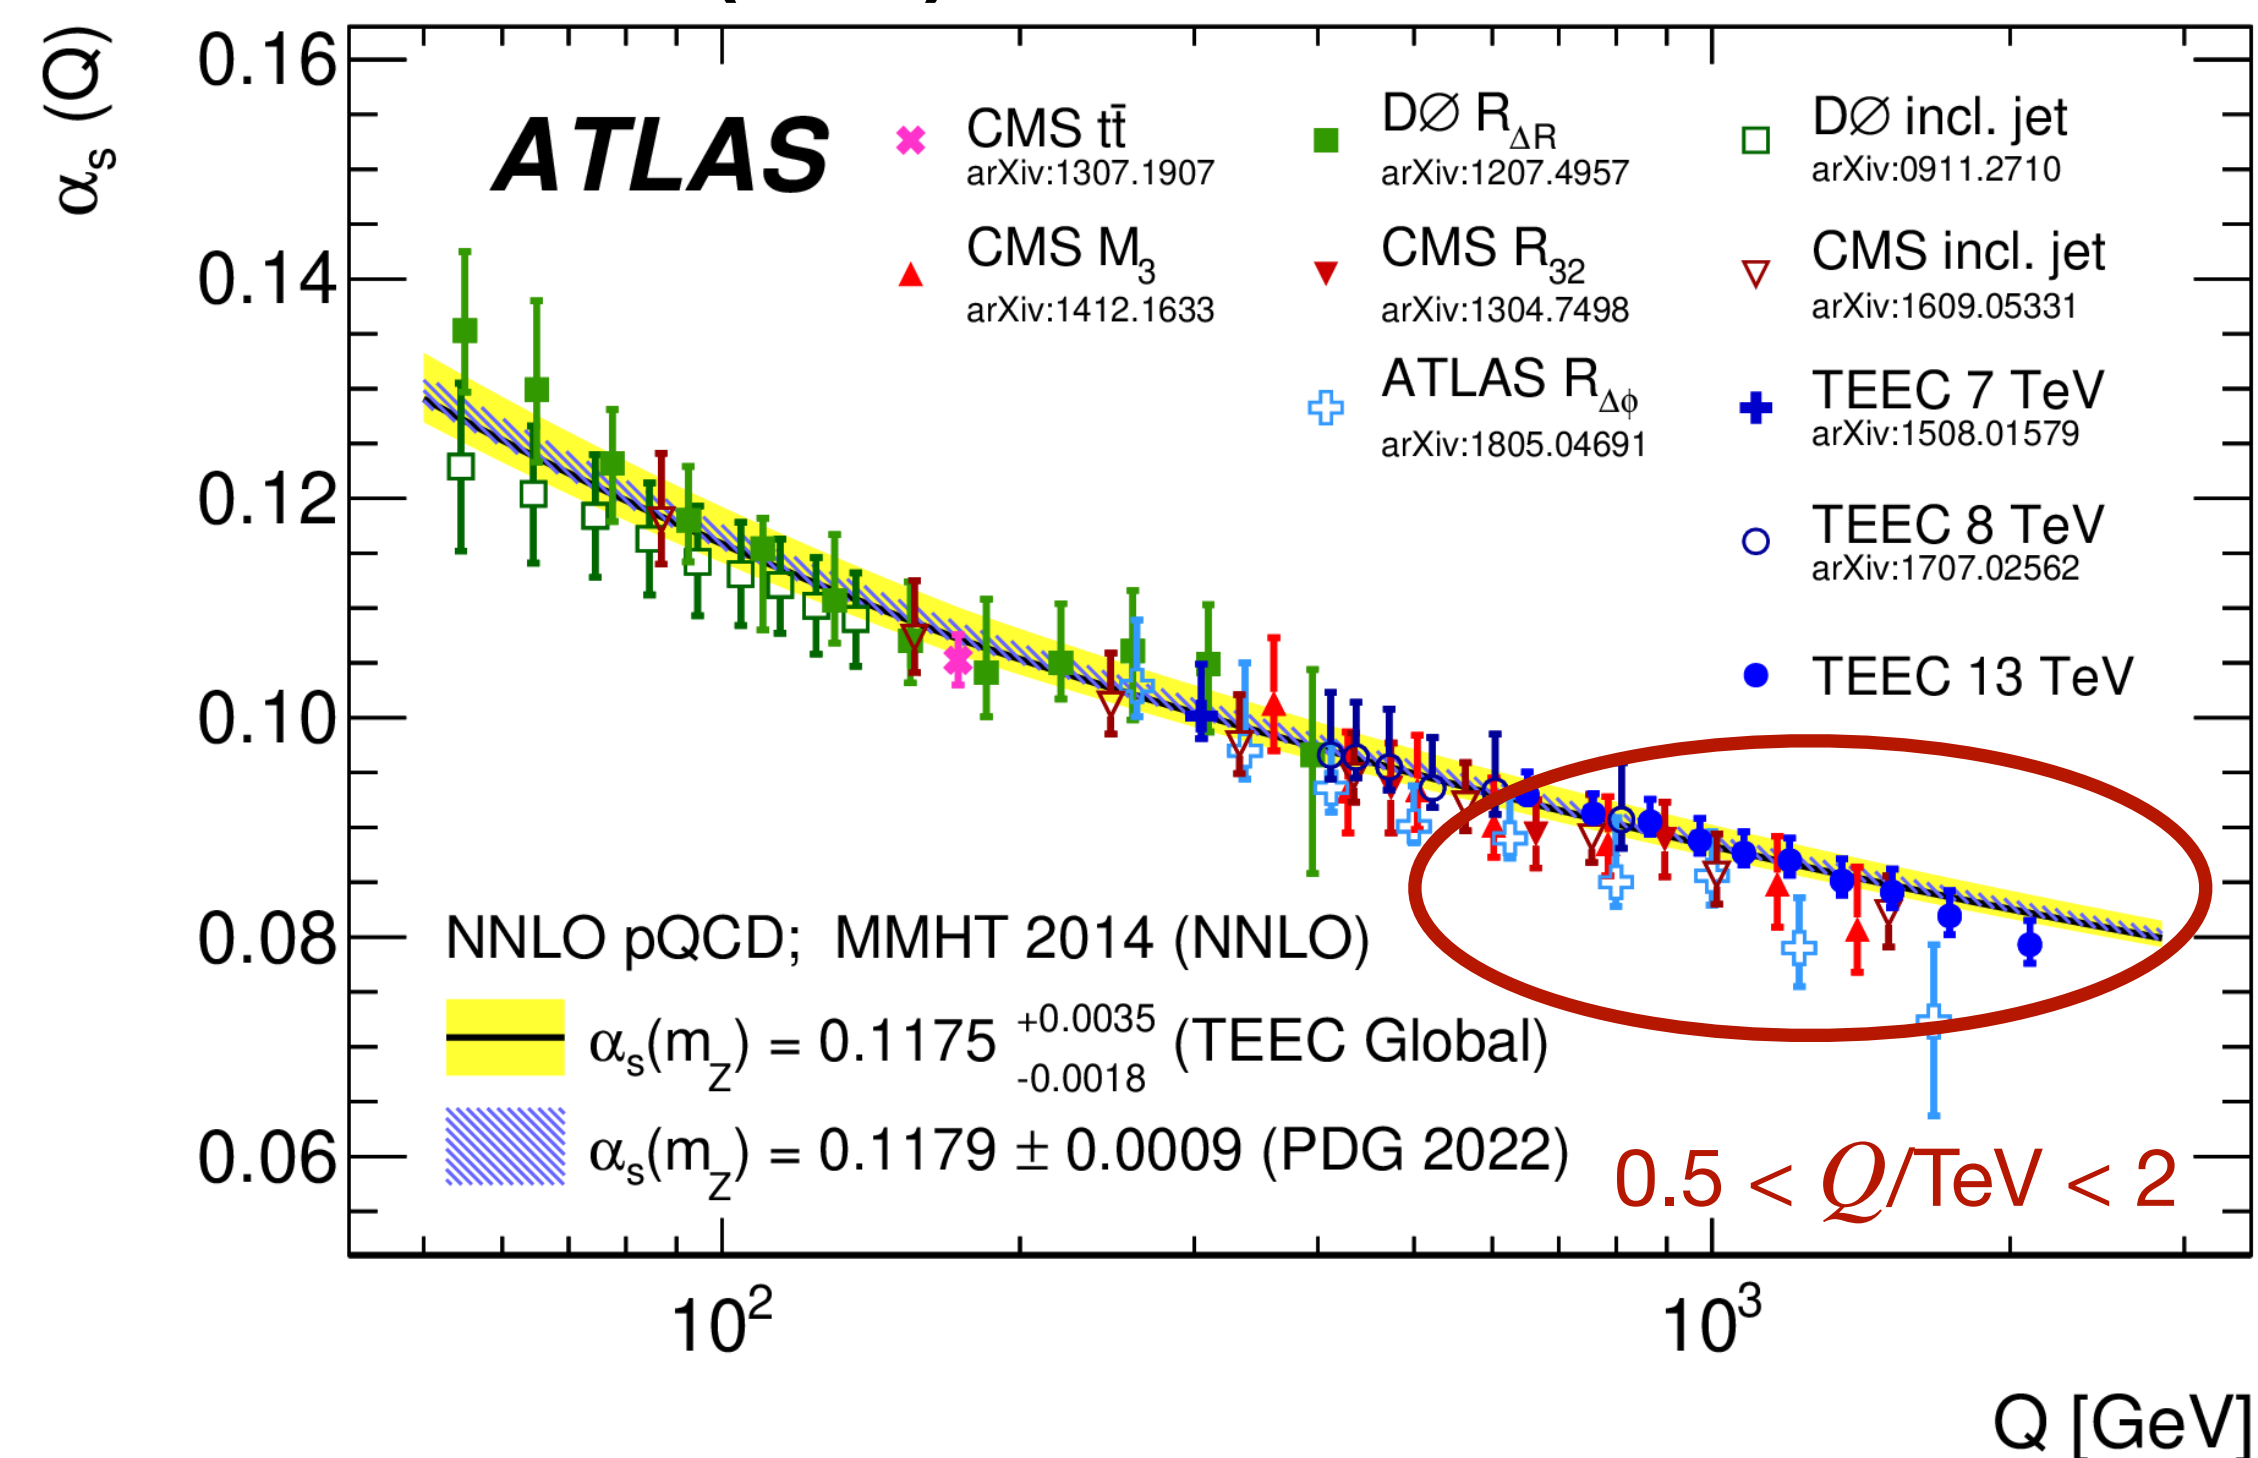 α_s (Q)
0.16
0.14
0.12
0.10
0.08
0.06
ATLAS
CMS tt̄
arXiv:1307.1907
DØ R_ΔR
arXiv:1207.4957
DØ incl. jet
arXiv:0911.2710
CMS M_3
arXiv:1412.1633
CMS R_32
arXiv:1304.7498
CMS incl. jet
arXiv:1609.05331
ATLAS R_Δϕ
arXiv:1805.04691
TEEC 7 TeV
arXiv:1508.01579
TEEC 8 TeV
arXiv:1707.02562
TEEC 13 TeV
NNLO pQCD; MMHT 2014 (NNLO)
α_s(m_Z) = 0.1175 +0.0035 -0.0018 (TEEC Global)
α_s(m_Z) = 0.1179 ± 0.0009 (PDG 2022)
0.5 < Q/TeV < 2
10²
10³
Q [GeV]